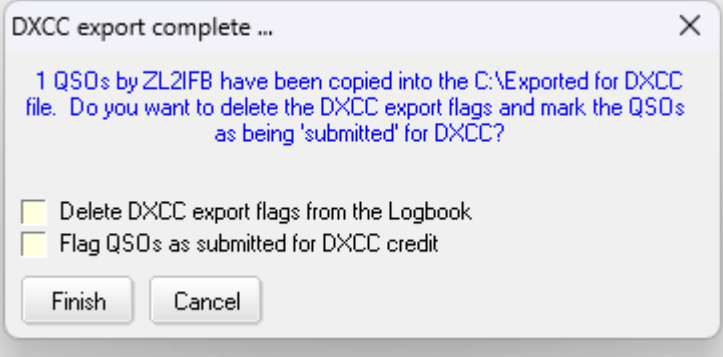 DXCC export complete ...
1 QSOs by ZL2IFB have been copied into the C:\Exported for DXCC
file. Do you want to delete the DXCC export flags and mark the QSOs
as being 'submitted' for DXCC?
Delete DXCC export flags from the Logbook
Flag QSOs as submitted for DXCC credit
Finish Cancel